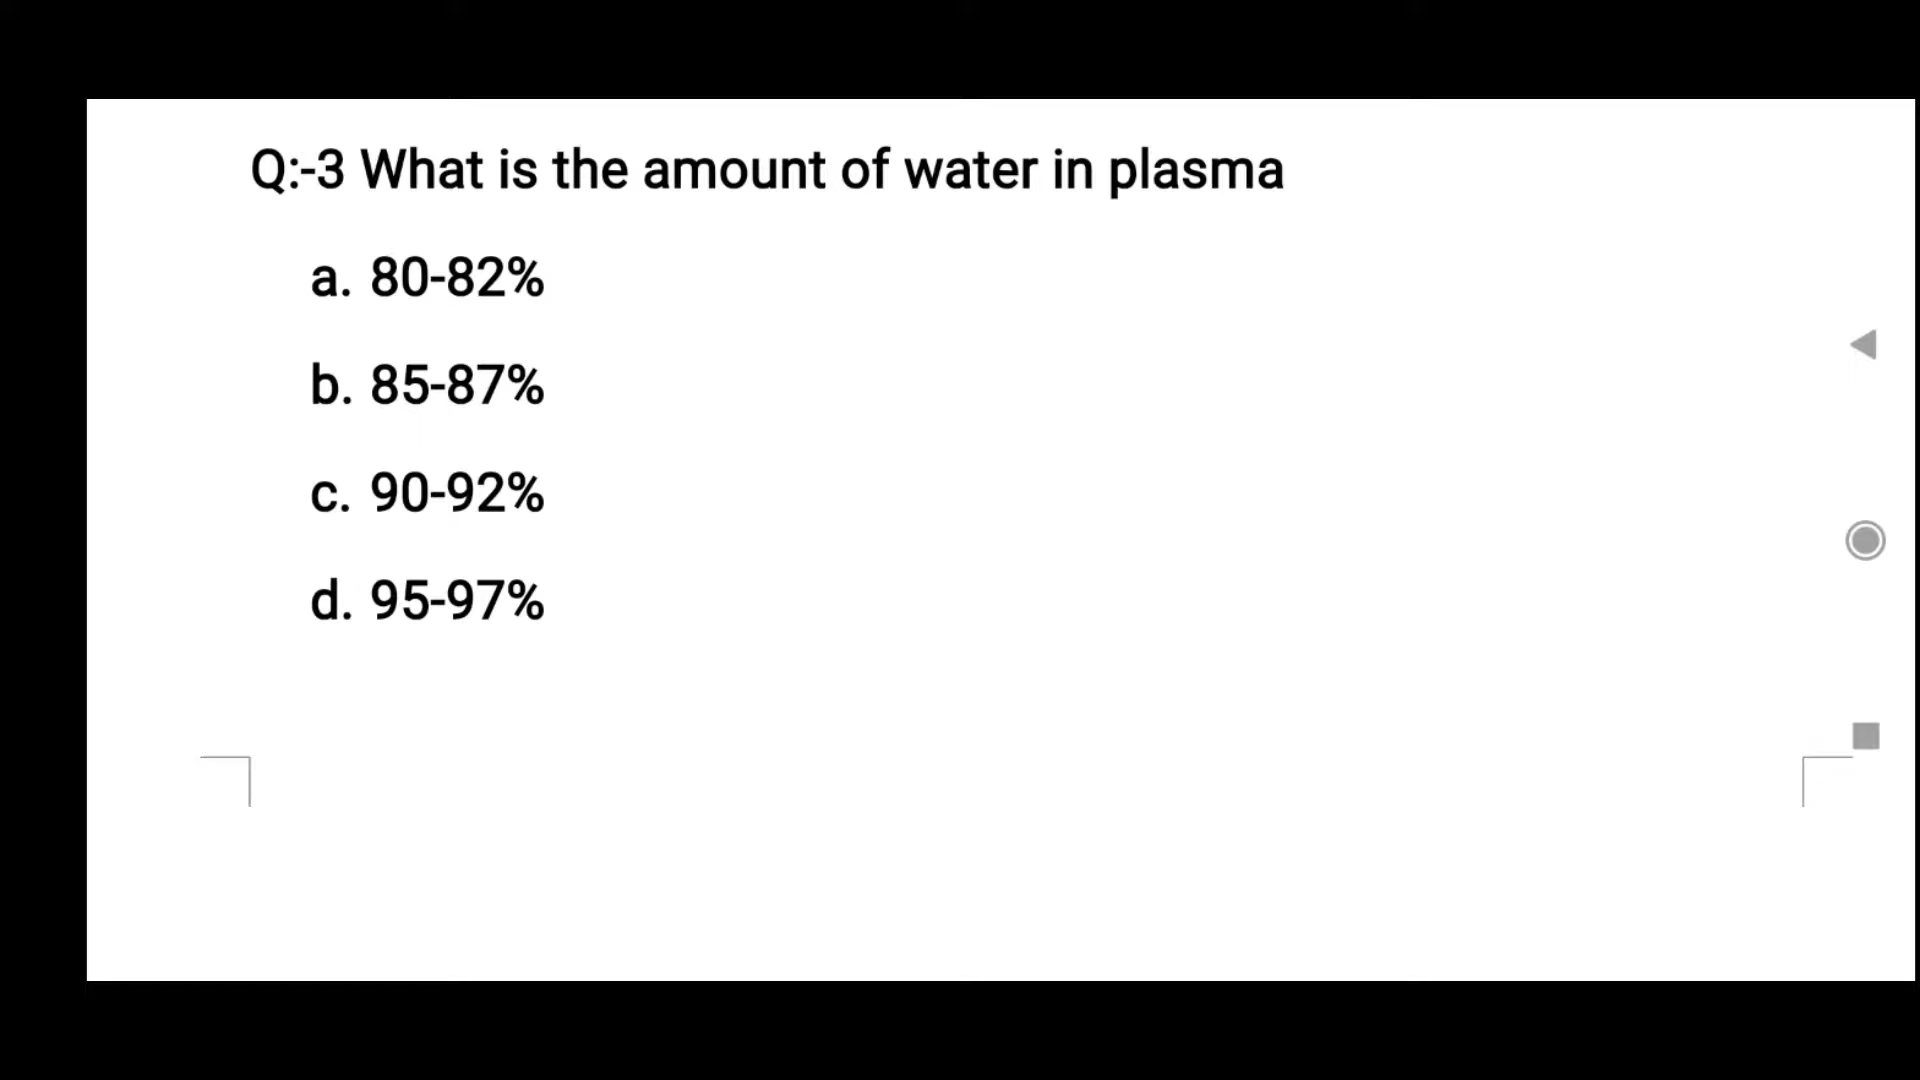 Q:-3 What is the amount of water in plasma
a. 80-82%
b. 85-87%
c. 90-92%
d. 95-97%